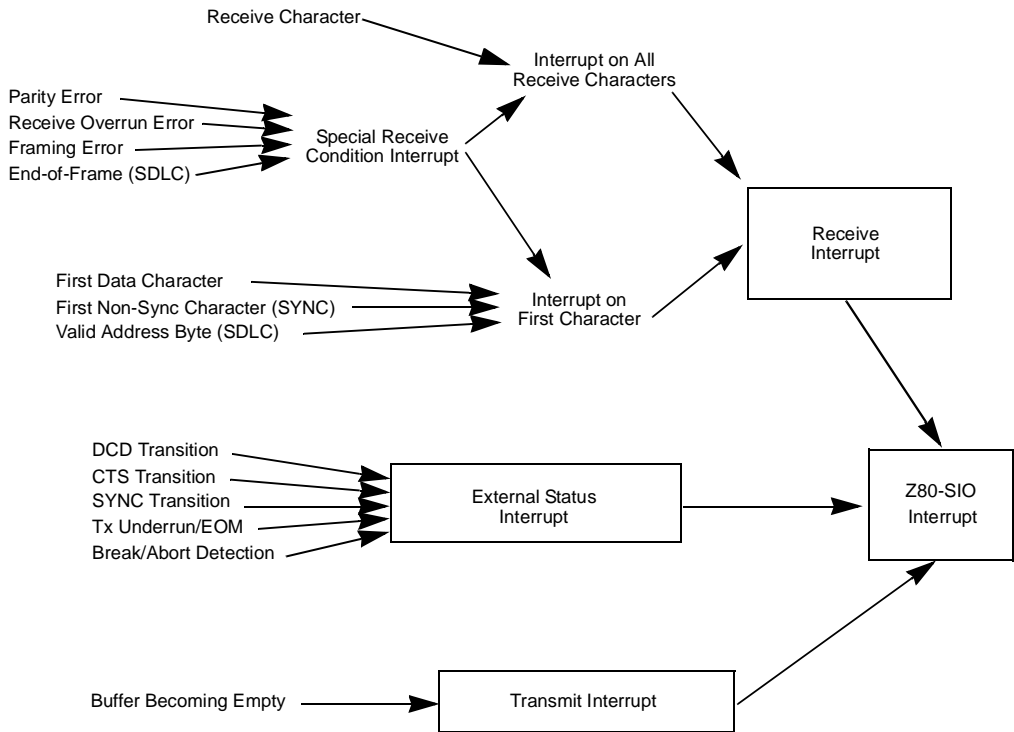 Receive Character
Interrupt on All
Receive Characters
Parity Error
Receive Overrun Error
Framing Error
End-of-Frame (SDLC)
Special Receive
Condition Interrupt
Receive
Interrupt
First Data Character
First Non-Sync Character (SYNC)
Valid Address Byte (SDLC)
Interrupt on
First Character
DCD Transition
CTS Transition
SYNC Transition
Tx Underrun/EOM
Break/Abort Detection
External Status
Interrupt
Z80-SIO
Interrupt
Buffer Becoming Empty
Transmit Interrupt